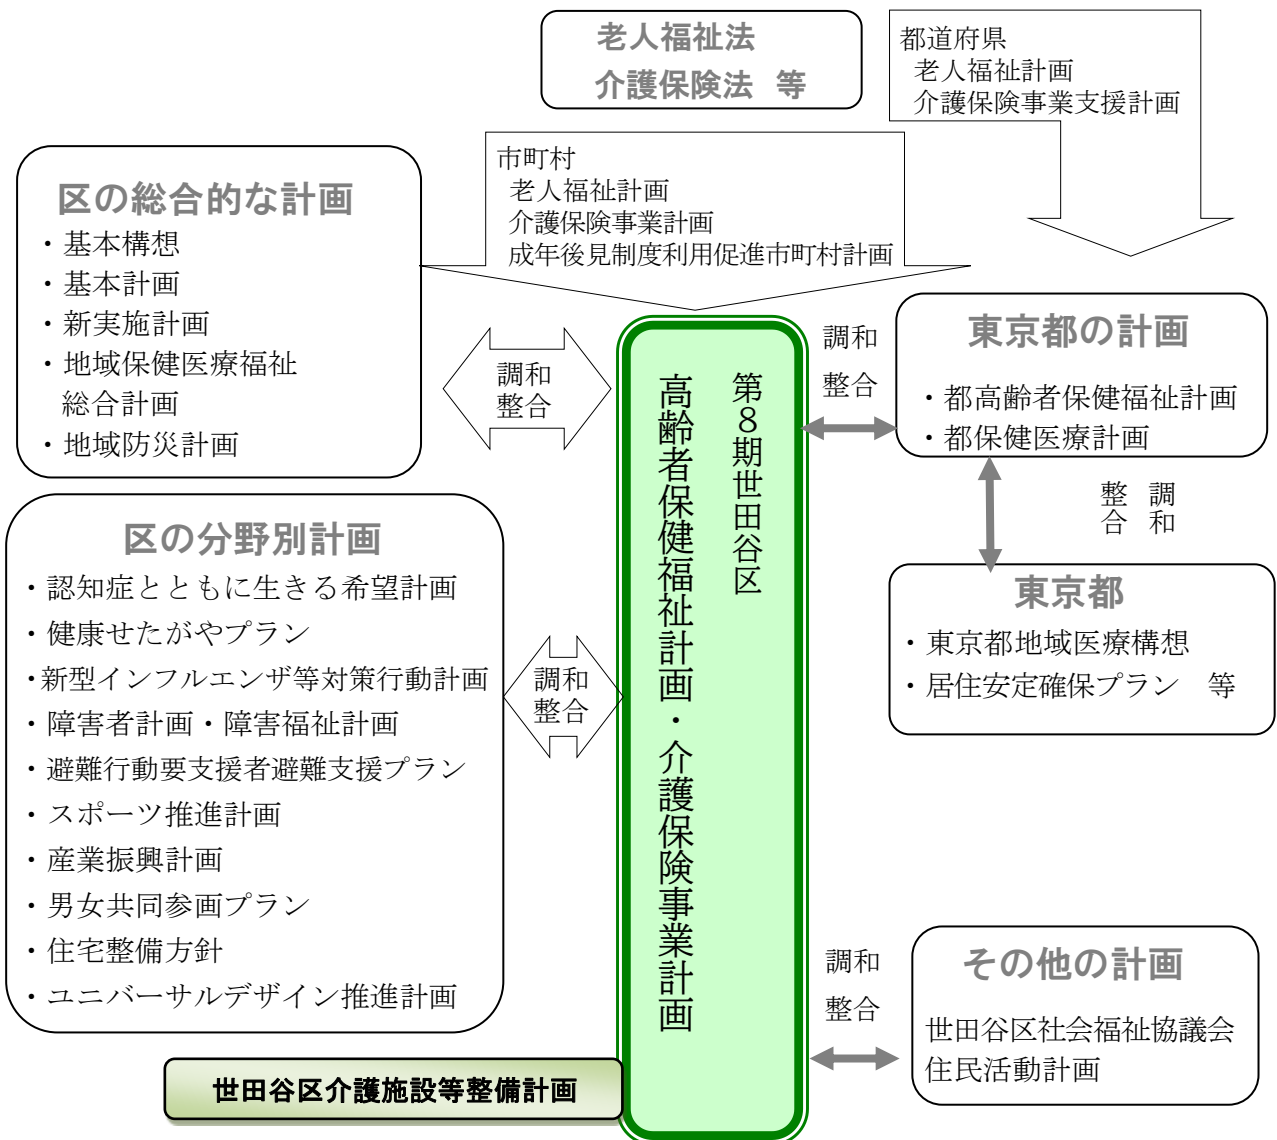 老人福祉法
介護保険法 等
都道府県
老人福祉計画
介護保険事業支援計画
市町村
老人福祉計画
介護保険事業計画
成年後見制度利用促進市町村計画
区の総合的な計画
・基本構想
・基本計画
・新実施計画
・地域保健医療福祉
総合計画
・地域防災計画
調和
整合
第８期世田谷区
高齢者保健福祉計画・介護保険事業計画
調和
整合
東京都の計画
・都高齢者保健福祉計画
・都保健医療計画
調和
整合
東京都
・東京都地域医療構想
・居住安定確保プラン 等
区の分野別計画
・認知症とともに生きる希望計画
・健康せたがやプラン
・新型インフルエンザ等対策行動計画
・障害者計画・障害福祉計画
・避難行動要支援者避難支援プラン
・スポーツ推進計画
・産業振興計画
・男女共同参画プラン
・住宅整備方針
・ユニバーサルデザイン推進計画
調和
整合
調和
整合
その他の計画
世田谷区社会福祉協議会
住民活動計画
世田谷区介護施設等整備計画